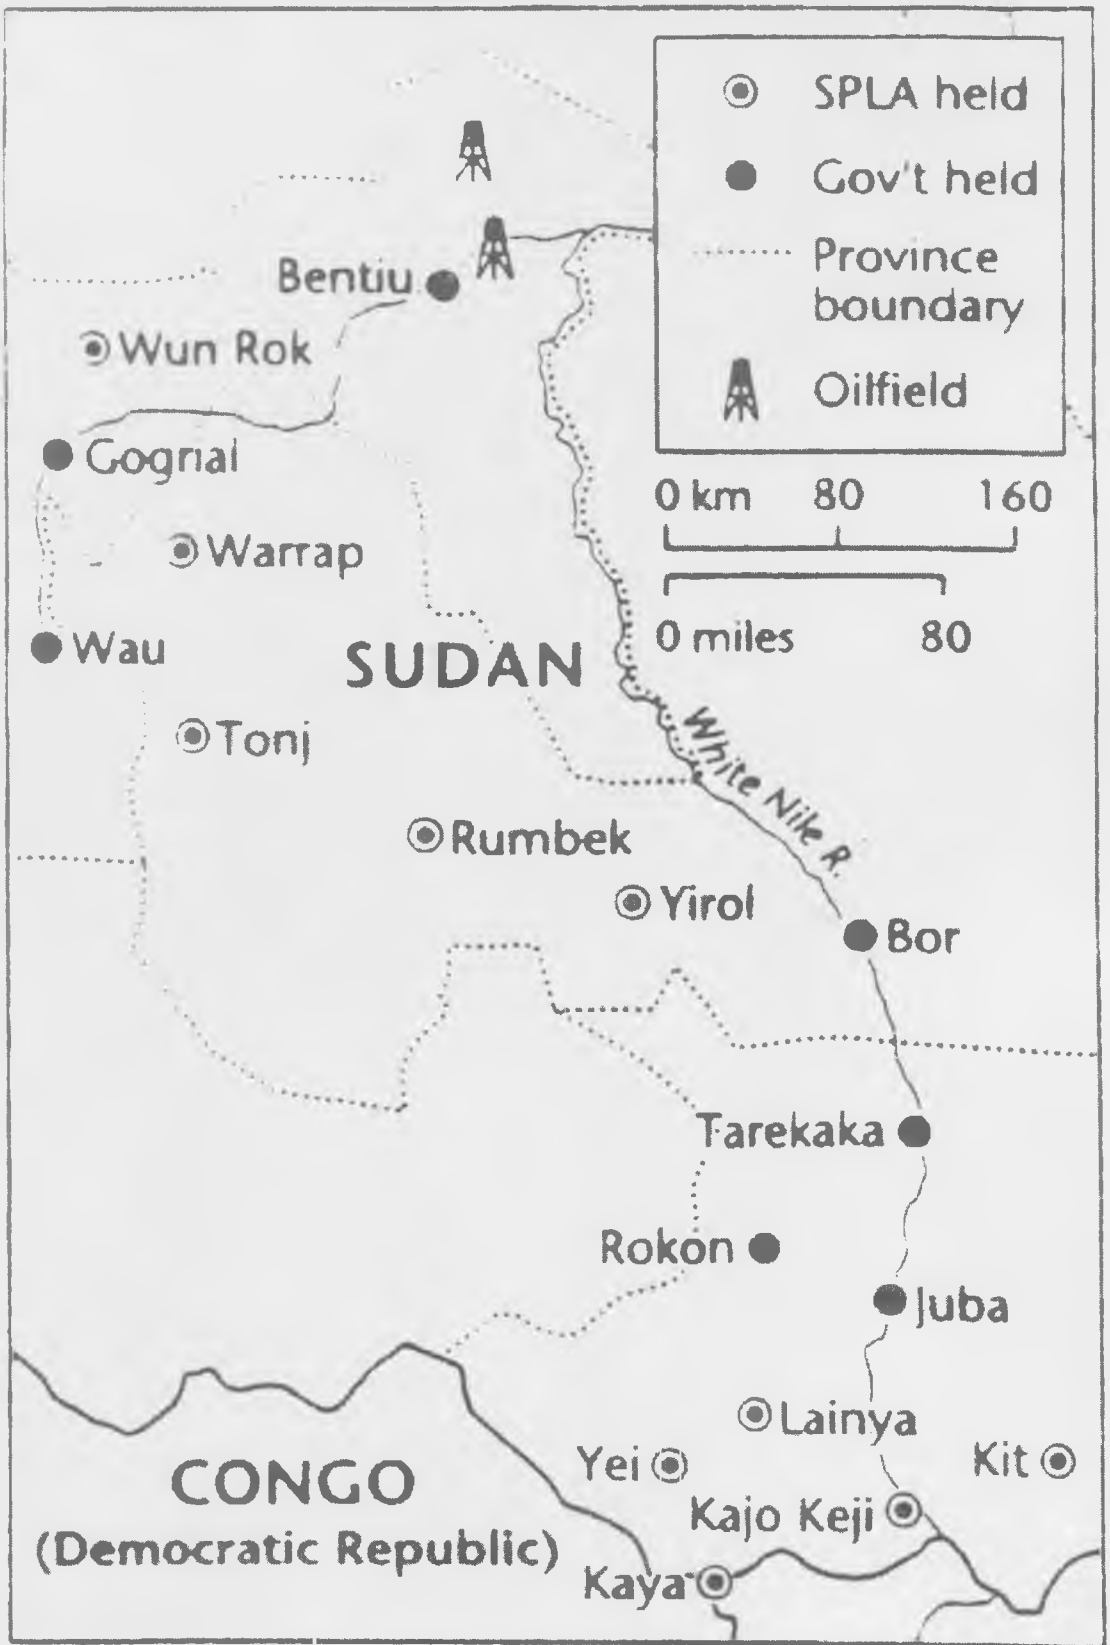 SPLA held
Gov't held
Province
boundary
Oilfield
Bentiu
Wun Rok
Gogrial
0 km 80 160
Warrap
0 miles 80
Wau
SUDAN
Tonj
White Nile R.
Rumbek
Yirol
Bor
Tarekaka
Rokon
Juba
Lainya
Yei
Kit
CONGO
Kajo Keji
(Democratic Republic)
Kaya